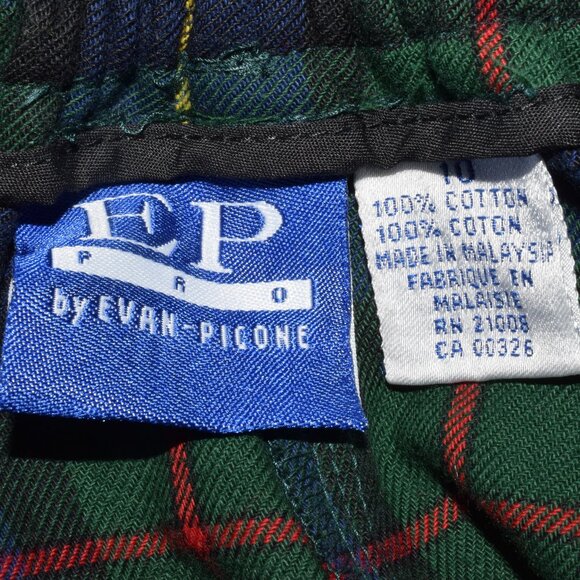 EP
PRO
by EVAN-PICONE
10
100% COTTON
100% COTON
MADE IN MALAYSIA
FABRIQUE EN
MALAISIE
RN 21008
CA 00326